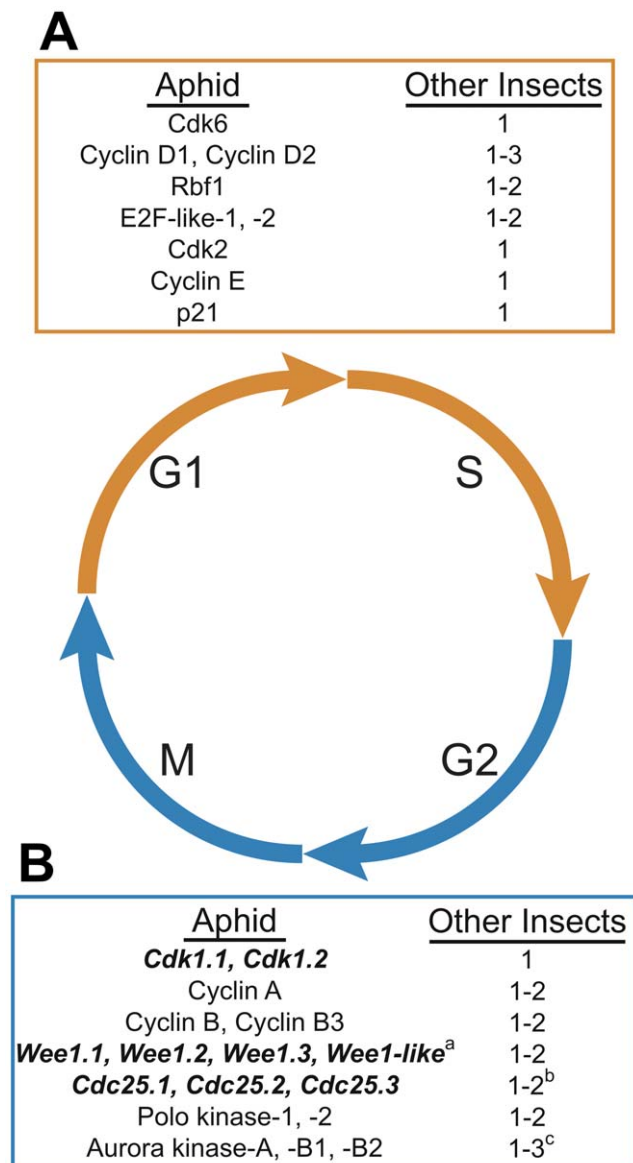 A
Aphid Other Insects
Cdk6 1
Cyclin D1, Cyclin D2 1-3
Rbf1 1-2
E2F-like-1, -2 1-2
Cdk2 1
Cyclin E 1
p21 1
G1 S
M G2
B
Aphid Other Insects
Cdk1.1, Cdk1.2 1
Cyclin A 1-2
Cyclin B, Cyclin B3 1-2
Wee1.1, Wee1.2, Wee1.3, Wee1-likeᵃ 1-2
Cdc25.1, Cdc25.2, Cdc25.3 1-2ᵇ
Polo kinase-1, -2 1-2
Aurora kinase-A, -B1, -B2 1-3ᶜ